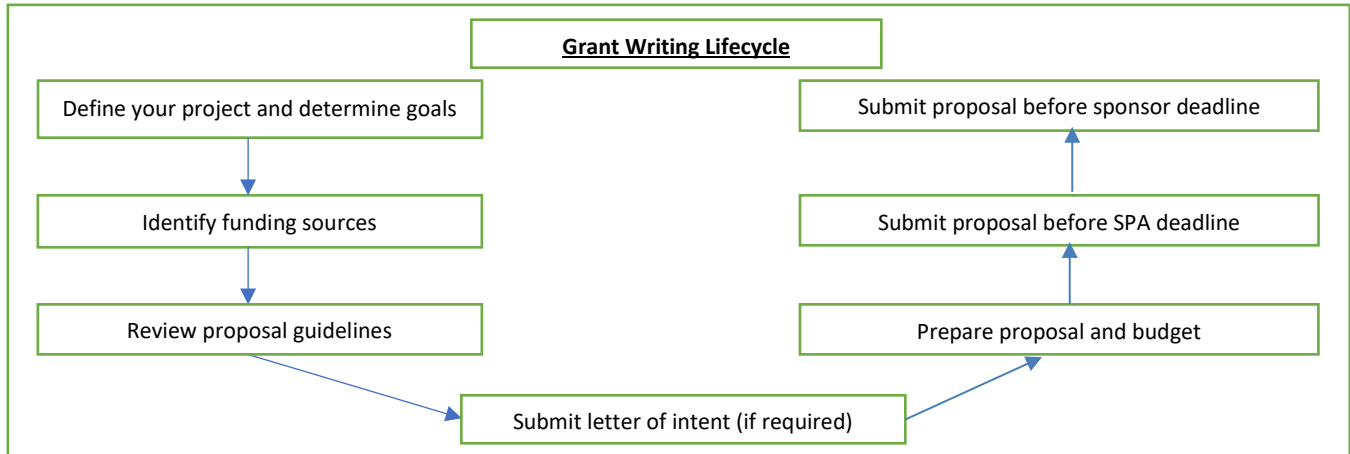 Grant Writing Lifecycle
Define your project and determine goals
Identify funding sources
Review proposal guidelines
Submit letter of intent (if required)
Prepare proposal and budget
Submit proposal before SPA deadline
Submit proposal before sponsor deadline